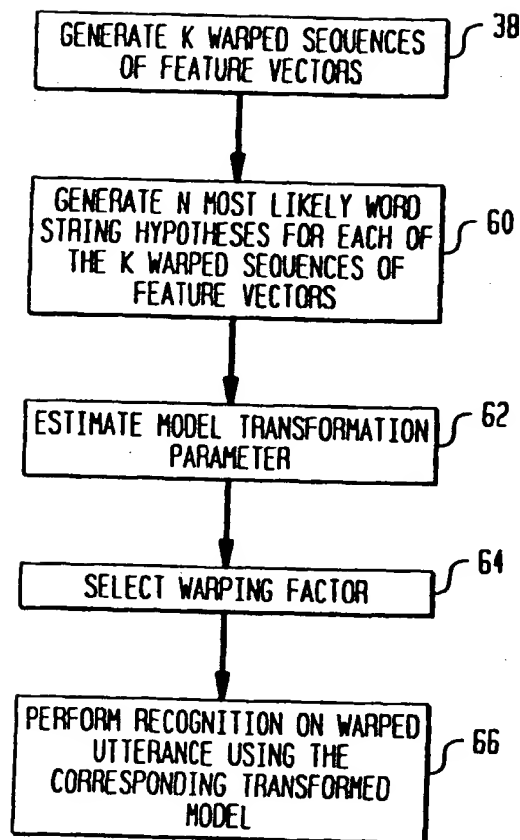 GENERATE K WARPED SEQUENCES
OF FEATURE VECTORS
38
GENERATE N MOST LIKELY WORD
STRING HYPOTHESES FOR EACH OF
THE K WARPED SEQUENCES OF
FEATURE VECTORS
60
ESTIMATE MODEL TRANSFORMATION
PARAMETER
62
SELECT WARPING FACTOR
64
PERFORM RECOGNITION ON WARPED
UTTERANCE USING THE
CORRESPONDING TRANSFORMED
MODEL
66